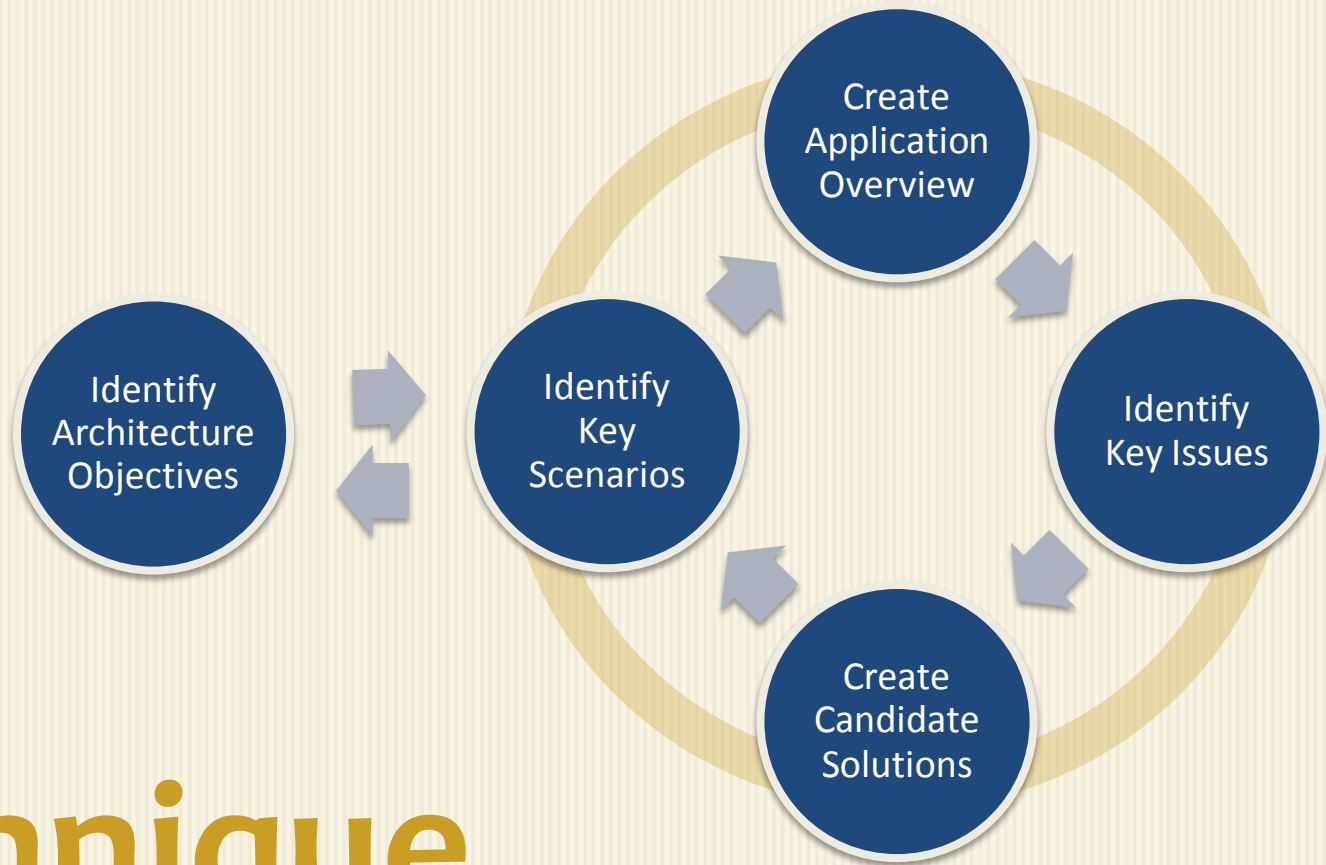 Create
Application
Overview
Identify
Architecture
Objectives
Identify
Key
Scenarios
Identify
Key Issues
Create
Candidate
Solutions